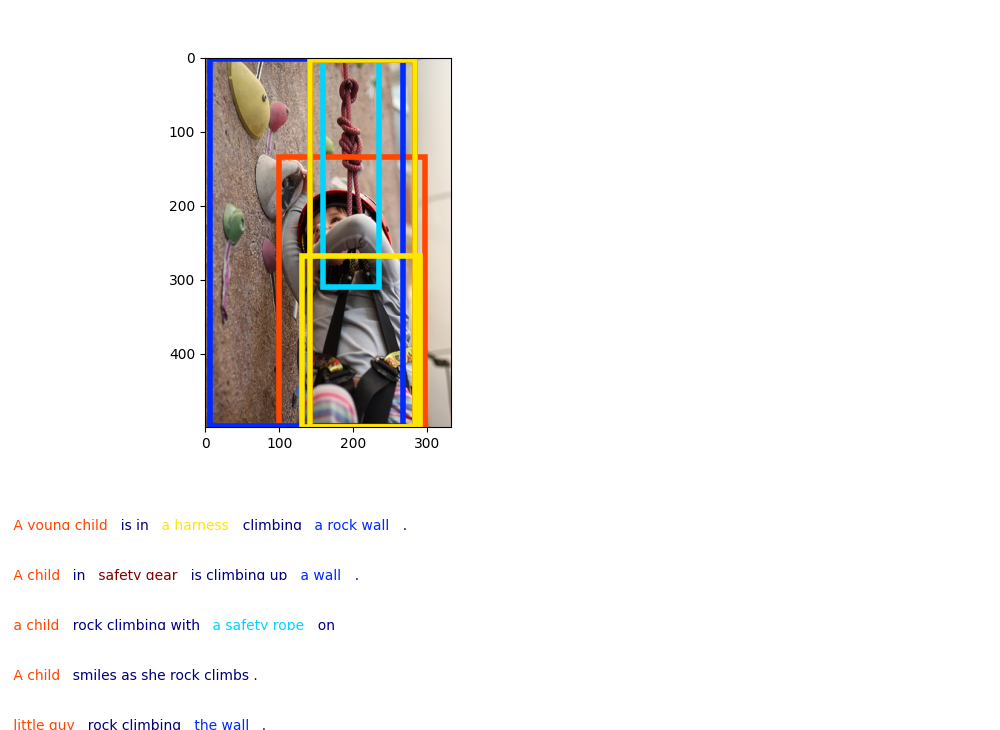 0
100
200
300
400
0 100 200 300
A young child is in a harness climbing a rock wall .
A child in safety gear is climbing up a wall .
a child rock climbing with a safety rope on
A child smiles as she rock climbs .
little guy rock climbing the wall .